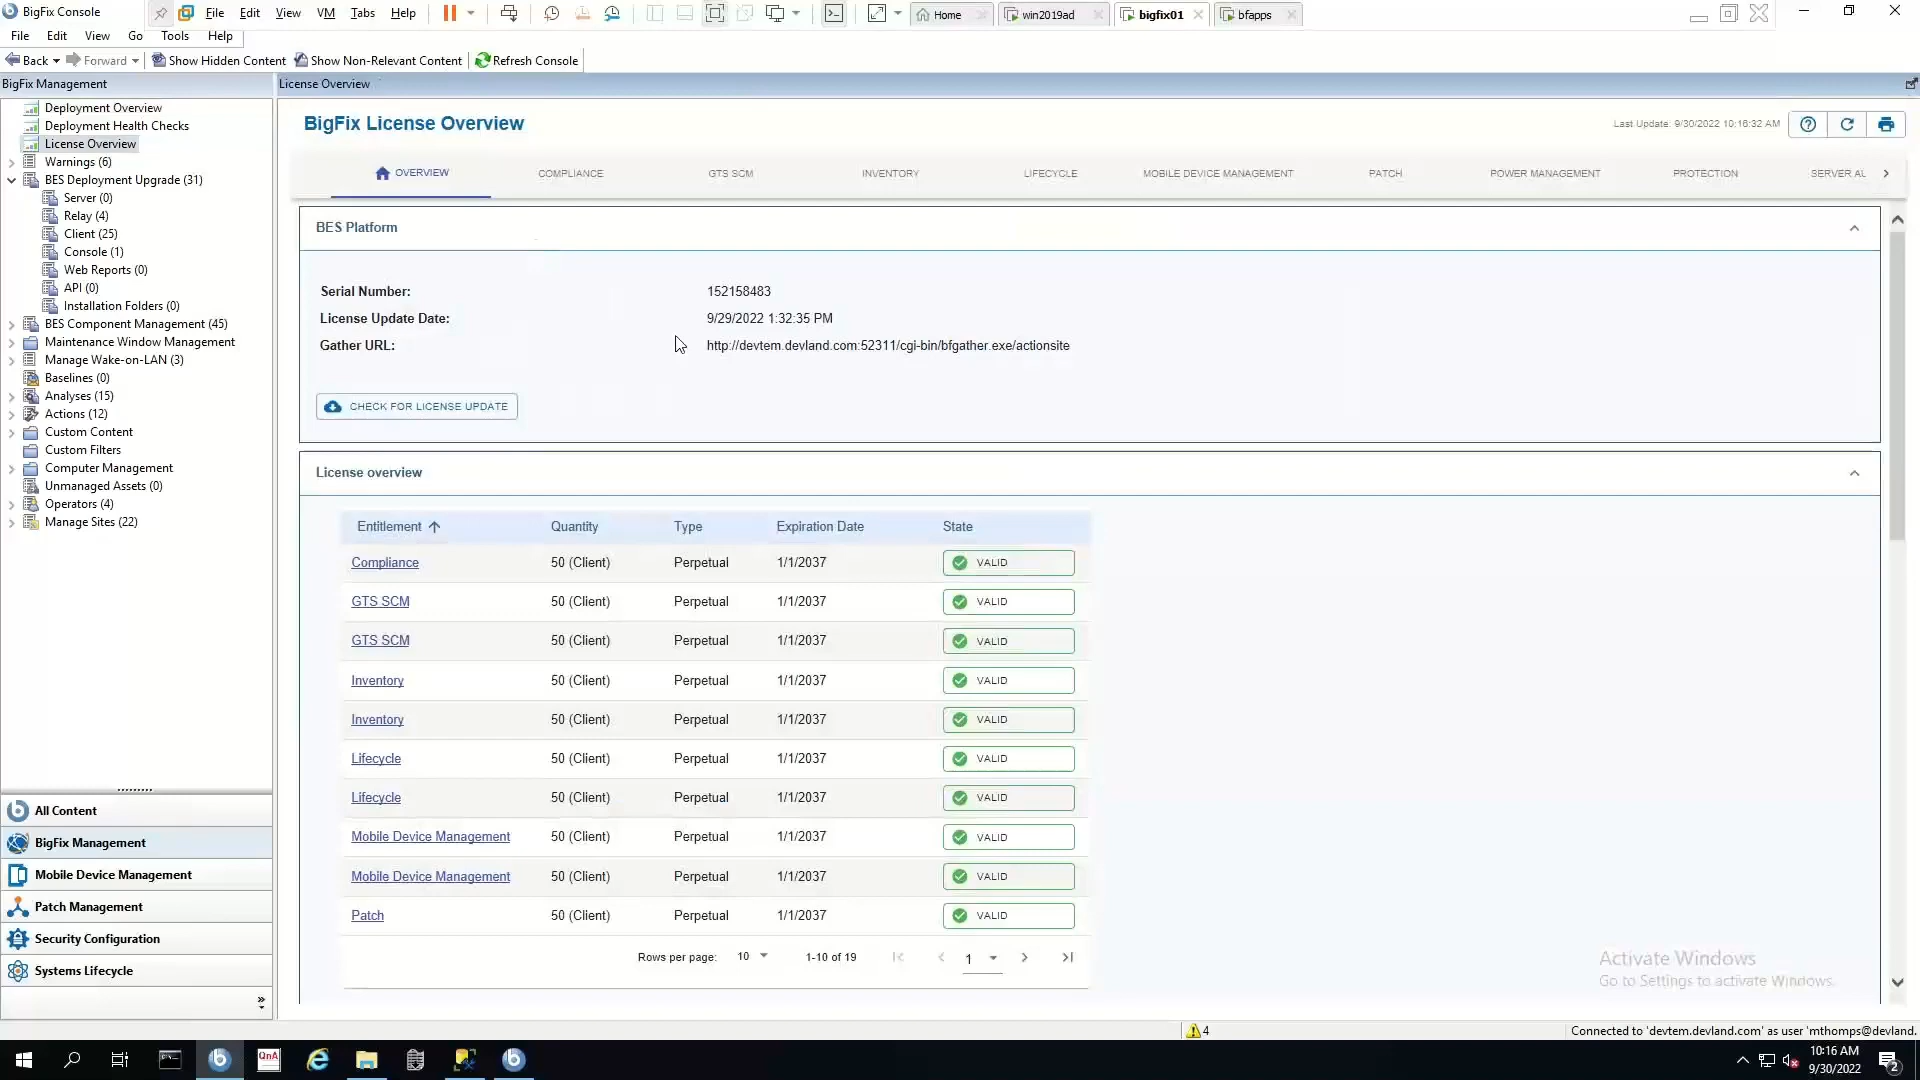 BigFix Console
File Edit View VM Tabs Help
Home
win2019ad
bigfix01
bfapps
File Edit View Go Tools Help
Back Forward Show Hidden Content Show Non-Relevant Content Refresh Console
BigFix Management
Deployment Overview
Deployment Health Checks
License Overview
Warnings (6)
BES Deployment Upgrade (31)
Server (0)
Relay (4)
Client (25)
Console (1)
Web Reports (0)
API (0)
Installation Folders (0)
BES Component Management (45)
Maintenance Window Management
Manage Wake-on-LAN (3)
Baselines (0)
Analyses (15)
Actions (12)
Custom Content
Custom Filters
Computer Management
Unmanaged Assets (0)
Operators (4)
Manage Sites (22)
All Content
BigFix Management
Mobile Device Management
Patch Management
Security Configuration
Systems Lifecycle
License Overview
BigFix License Overview
Last Update: 9/30/2022 10:16:32 AM
OVERVIEW COMPLIANCE GTS SCM INVENTORY LIFECYCLE MOBILE DEVICE MANAGEMENT PATCH POWER MANAGEMENT PROTECTION SERVER AU
BES Platform
Serial Number: 152158483
License Update Date: 9/29/2022 1:32:35 PM
Gather URL: http://devtem.devland.com:52311/cgi-bin/bfgather.exe/actionsite
CHECK FOR LICENSE UPDATE
License overview
Entitlement Quantity Type Expiration Date State
Compliance 50 (Client) Perpetual 1/1/2037 VALID
GTS SCM 50 (Client) Perpetual 1/1/2037 VALID
GTS SCM 50 (Client) Perpetual 1/1/2037 VALID
Inventory 50 (Client) Perpetual 1/1/2037 VALID
Inventory 50 (Client) Perpetual 1/1/2037 VALID
Lifecycle 50 (Client) Perpetual 1/1/2037 VALID
Lifecycle 50 (Client) Perpetual 1/1/2037 VALID
Mobile Device Management 50 (Client) Perpetual 1/1/2037 VALID
Mobile Device Management 50 (Client) Perpetual 1/1/2037 VALID
Patch 50 (Client) Perpetual 1/1/2037 VALID
Rows per page: 10 1-10 of 19 1
Activate Windows
Go to Settings to activate Windows.
4
Connected to 'devtem.devland.com' as user 'mthomps@devland.
QnA
10:16 AM
9/30/2022
2